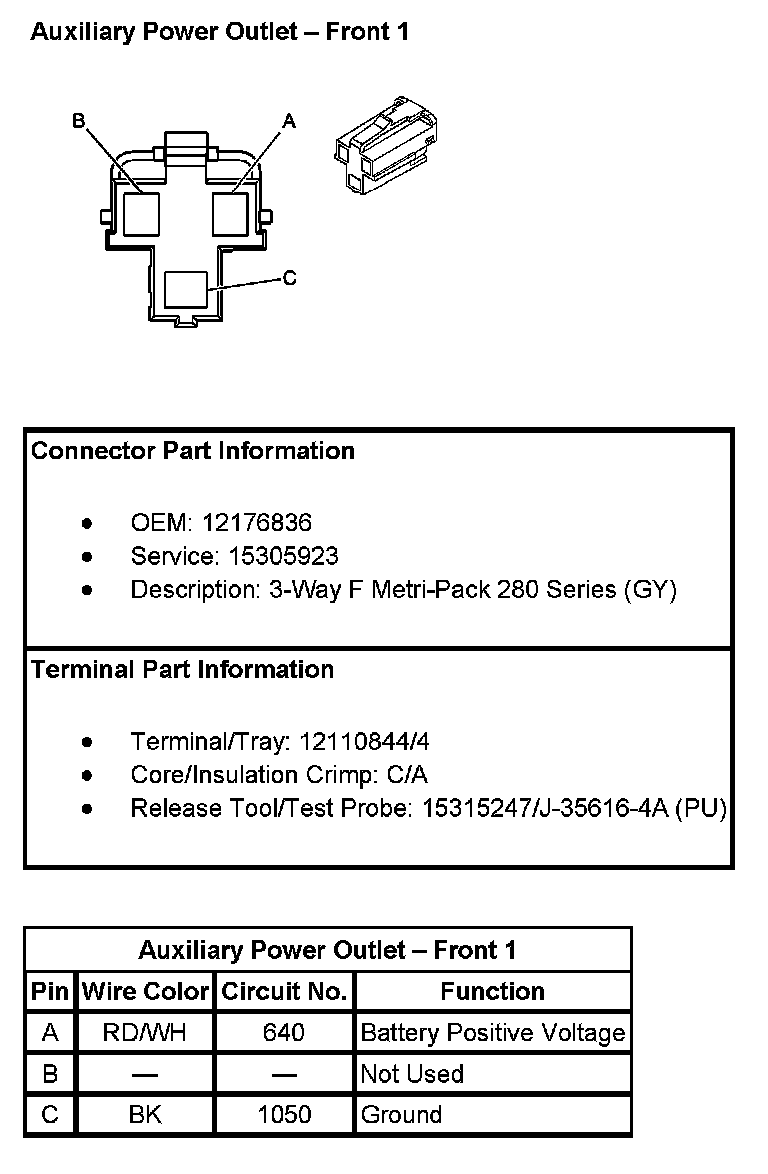 Auxiliary Power Outlet – Front 1
B
A
C
Connector Part Information
• OEM: 12176836
• Service: 15305923
• Description: 3-Way F Metri-Pack 280 Series (GY)
Terminal Part Information
• Terminal/Tray: 12110844/4
• Core/Insulation Crimp: C/A
• Release Tool/Test Probe: 15315247/J-35616-4A (PU)
Auxiliary Power Outlet – Front 1
Pin Wire Color Circuit No. Function
A RD/WH 640 Battery Positive Voltage
B — — Not Used
C BK 1050 Ground